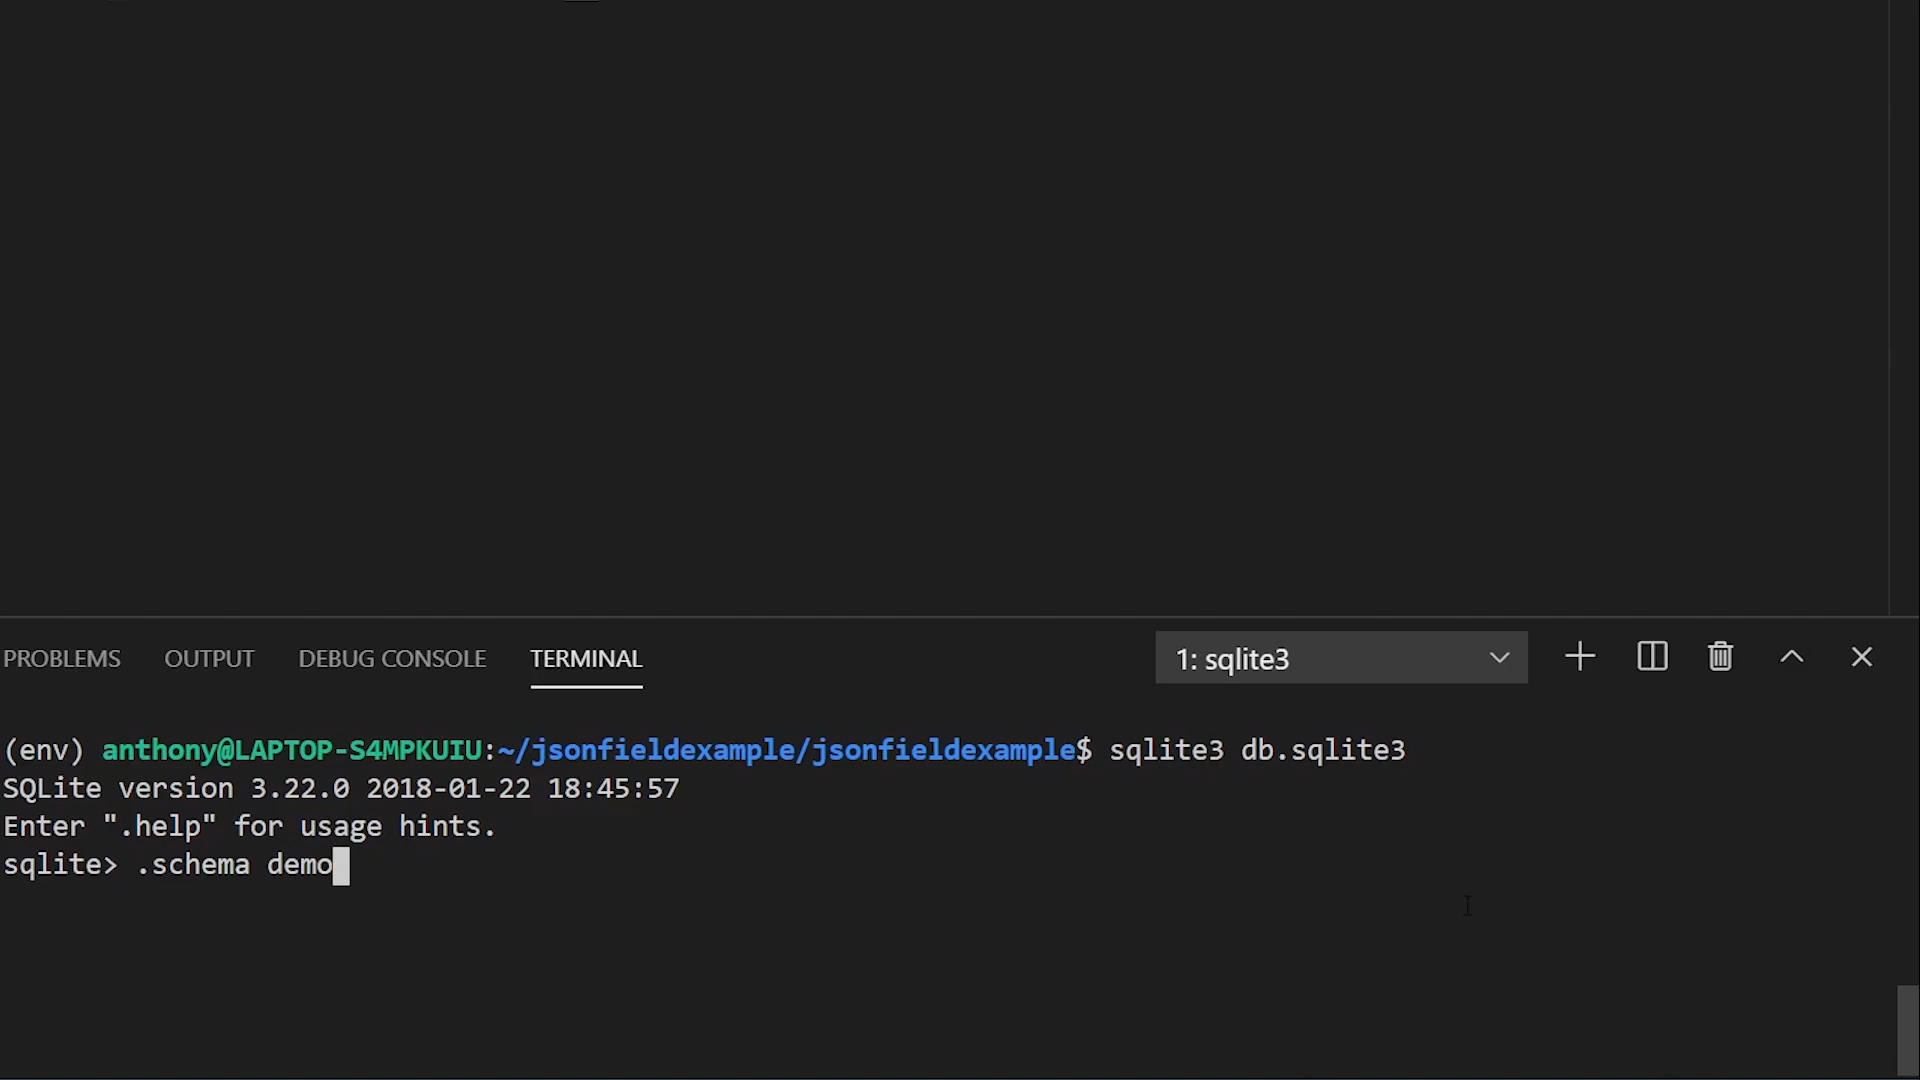 PROBLEMS OUTPUT DEBUG CONSOLE TERMINAL 1: sqlite3
(env) anthony@LAPTOP-S4MPKUIU:~/jsonfieldexample/jsonfieldexample$ sqlite3 db.sqlite3
SQLite version 3.22.0 2018-01-22 18:45:57
Enter ".help" for usage hints.
sqlite> .schema demo